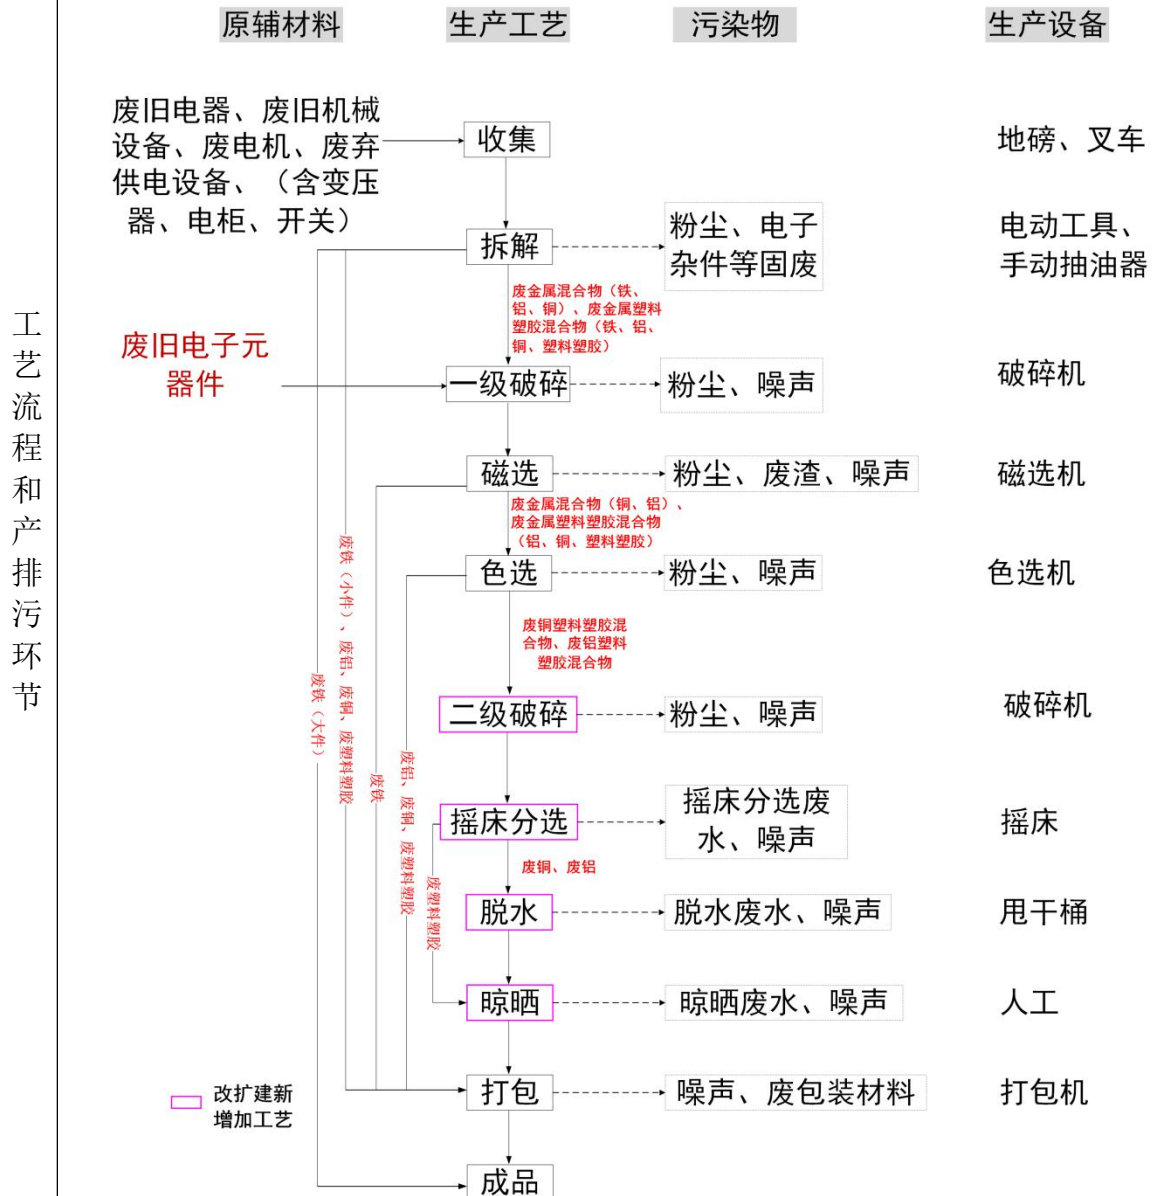 原辅材料
生产工艺
污染物
生产设备
废旧电器、废旧机械
设备、废电机、废弃
供电设备、（含变压
器、电柜、开关）
收集
地磅、叉车
拆解
粉尘、电子
杂件等固废
电动工具、
手动抽油器
废金属混合物（铁、
铝、铜）、废金属塑料
塑胶混合物（铁、铝、
铜、塑料塑胶）
废旧电子元
器件
一级破碎
粉尘、噪声
破碎机
磁选
粉尘、废渣、噪声
磁选机
废金属混合物（铜、铝）、
废金属塑料塑胶混合物
（铝、铜、塑料塑胶）
色选
粉尘、噪声
色选机
废铜塑料塑胶混
合物、废铝塑料
塑胶混合物
二级破碎
粉尘、噪声
破碎机
摇床分选
摇床分选废
水、噪声
摇床
废铜、废铝
脱水
脱水废水、噪声
甩干桶
晾晒
晾晒废水、噪声
人工
打包
噪声、废包装材料
打包机
成品
废铁（大件）
废铁（小件）、废铝、废铜、废塑料塑胶
废铁
废铝、废铜、废塑料塑胶
废塑料塑胶
改扩建新
增加工艺
工艺流程和产排污环节